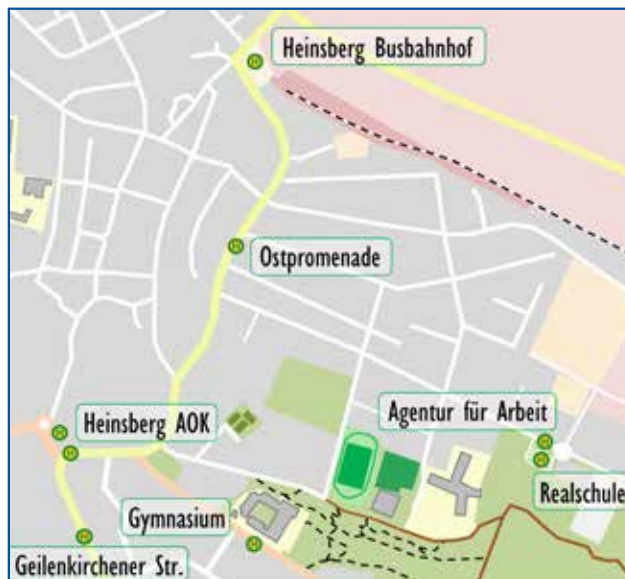 Heinsberg Busbahnhof
Ostpromenade
Heinsberg AOK
Agentur für Arbeit
Realschule
Gymnasium
Geilenkirchener Str.